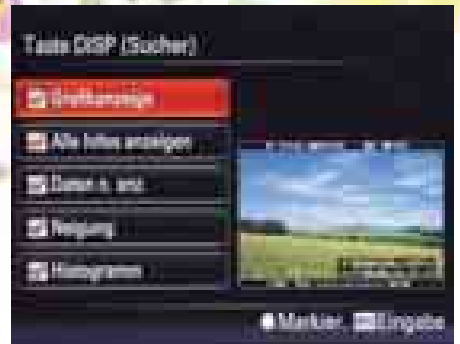 Taste DISP (Sucher)
Grafikanzeige
Alle Infos anzeigen
Daten n. anz.
Neigung
Histogramm
Markier. Eingabe